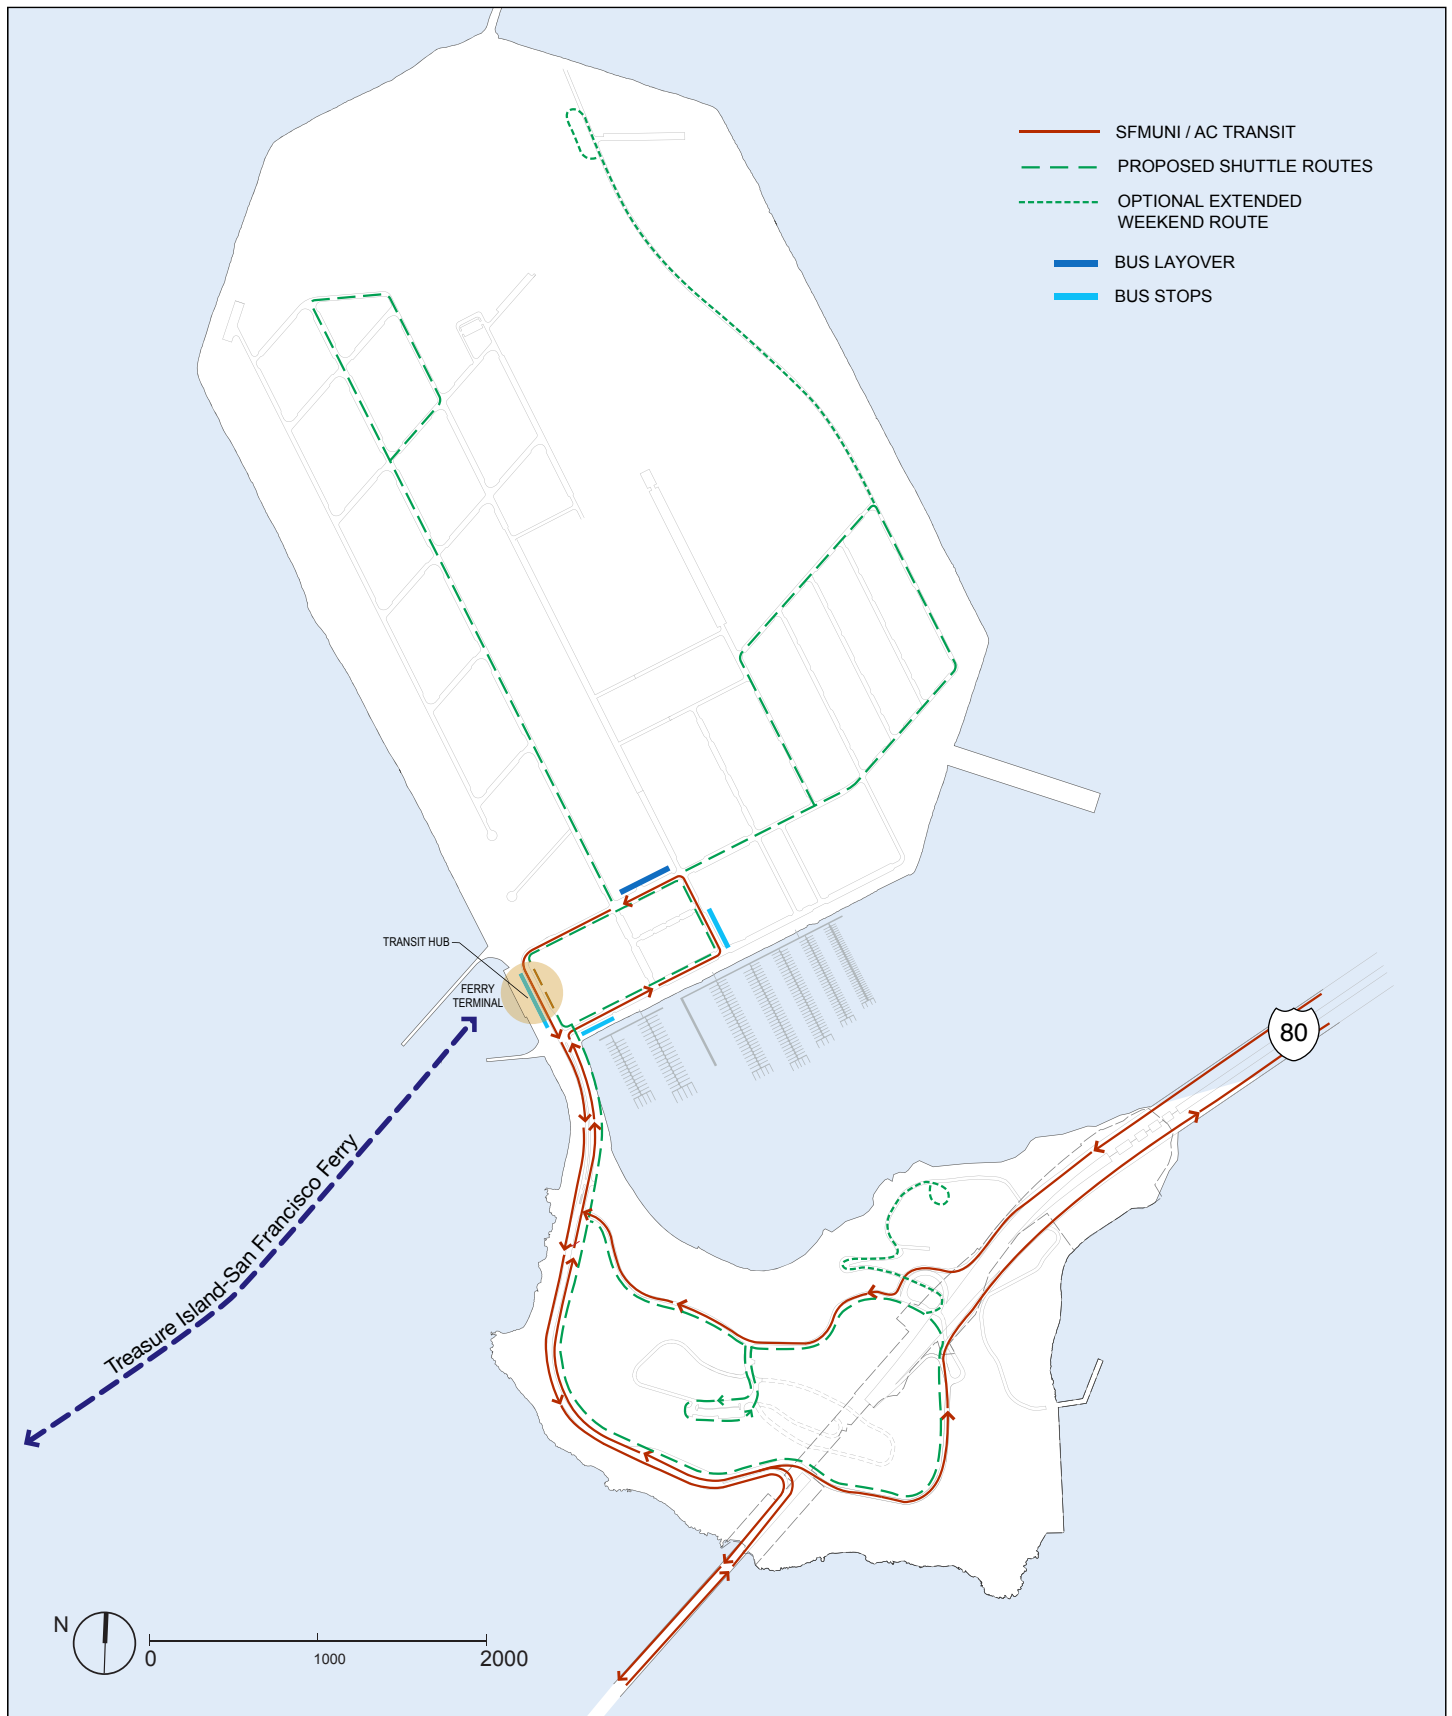 SFMUNI / AC TRANSIT
PROPOSED SHUTTLE ROUTES
OPTIONAL EXTENDED
WEEKEND ROUTE
BUS LAYOVER
BUS STOPS
TRANSIT HUB
FERRY
TERMINAL
80
Treasure Island-San Francisco Ferry
N
0
1000
2000